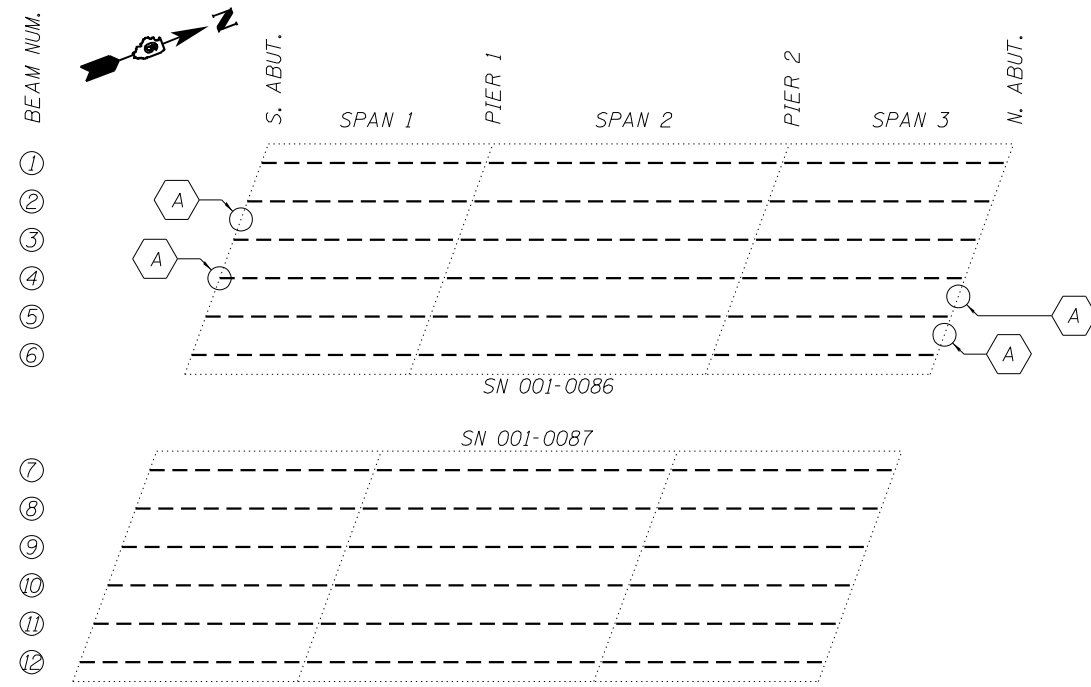 BEAM NUM.
N
S. ABUT.
SPAN 1
PIER 1
SPAN 2
PIER 2
SPAN 3
N. ABUT.
1
2
A
3
A
4
5
A
6
A
SN 001-0086
SN 001-0087
7
8
9
10
11
12